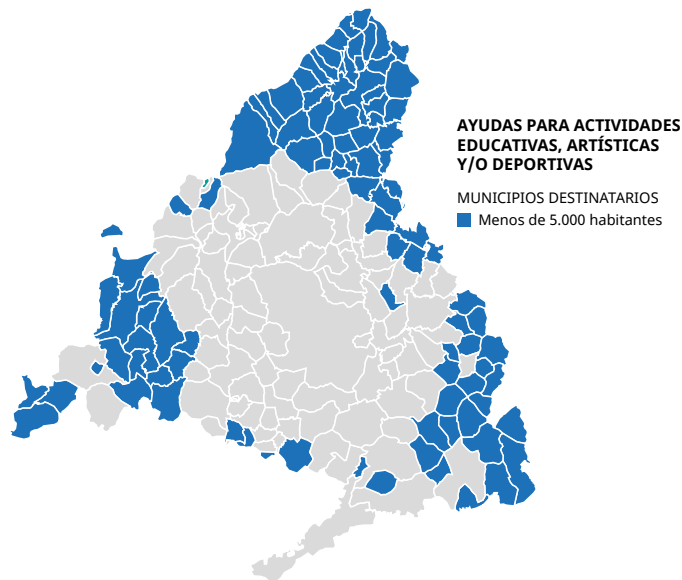 AYUDAS PARA ACTIVIDADES
EDUCATIVAS, ARTÍSTICAS
Y/O DEPORTIVAS
MUNICIPIOS DESTINATARIOS
Menos de 5.000 habitantes